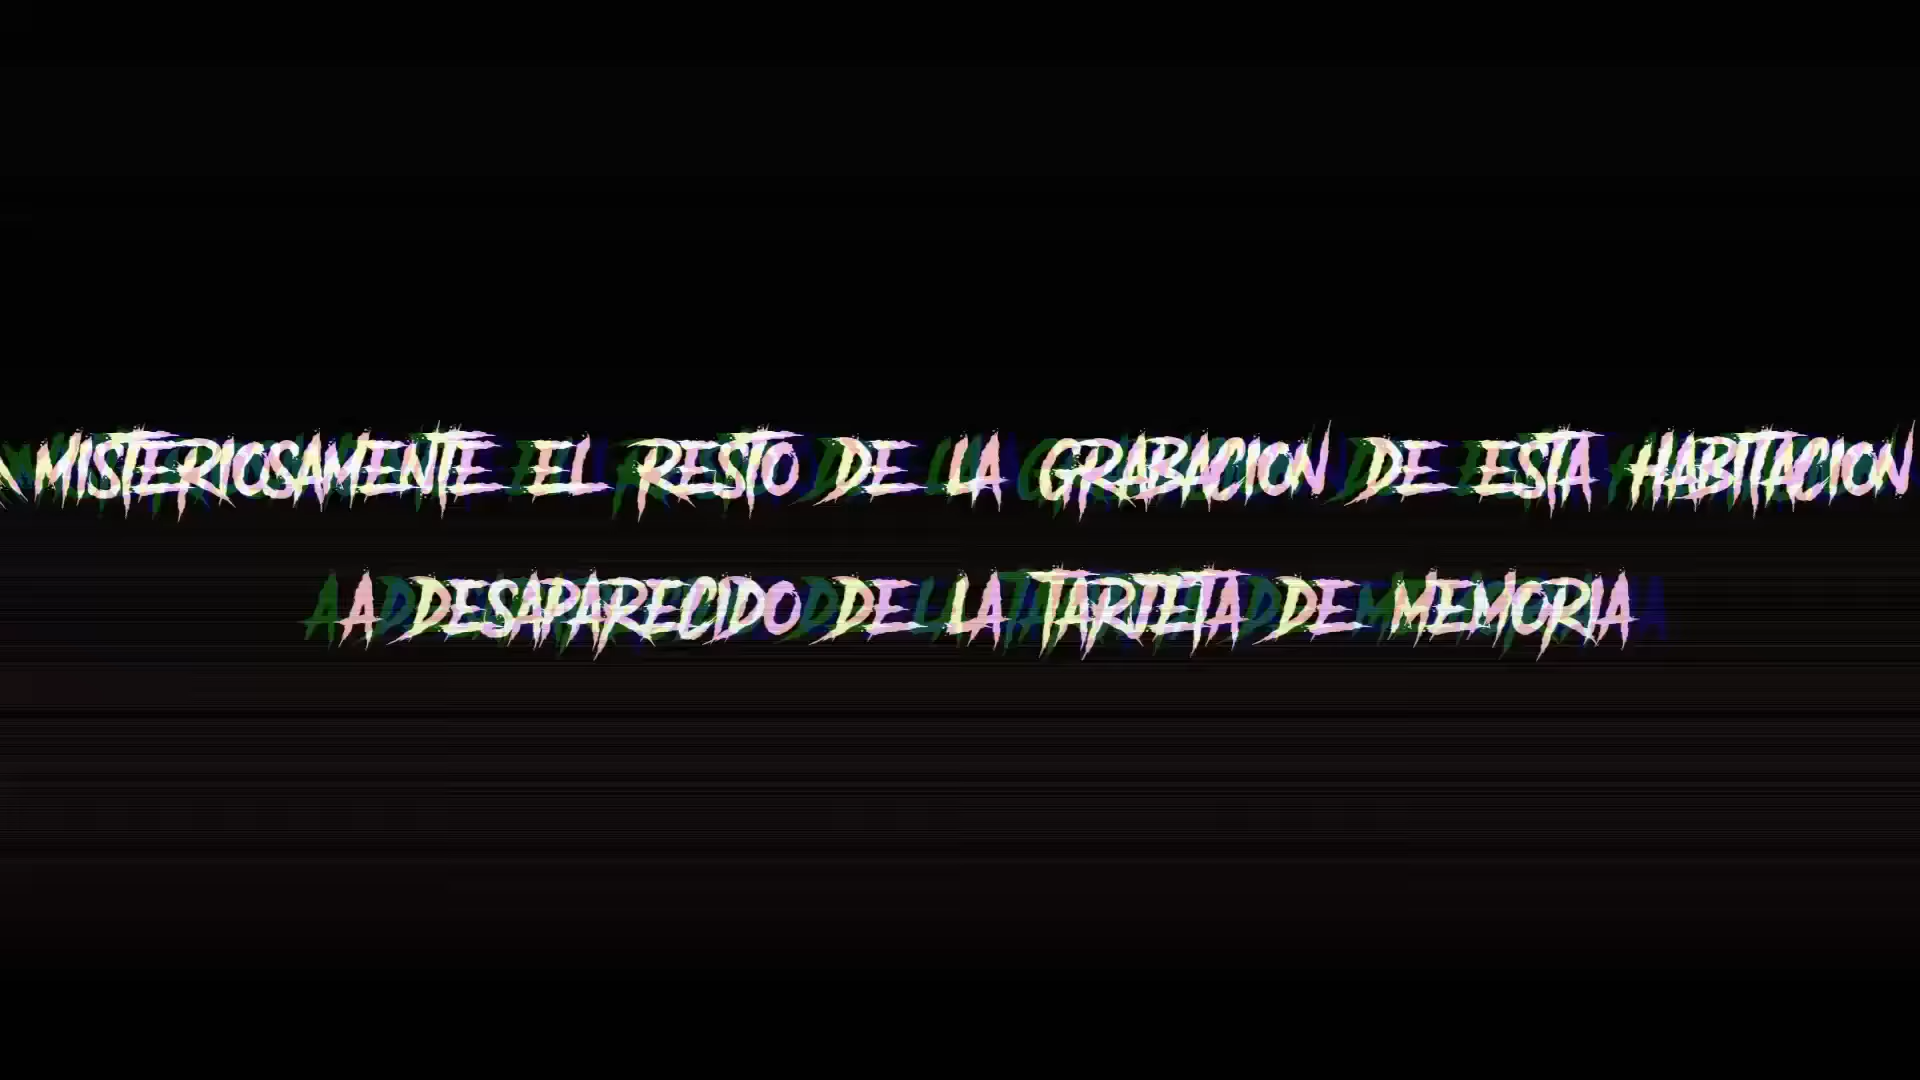 MISTERIOSAMENTE EL RESTO DE LA GRABACION DE ESTA HABITACION
A DESAPARECIDO DE LA TARJETA DE MEMORIA